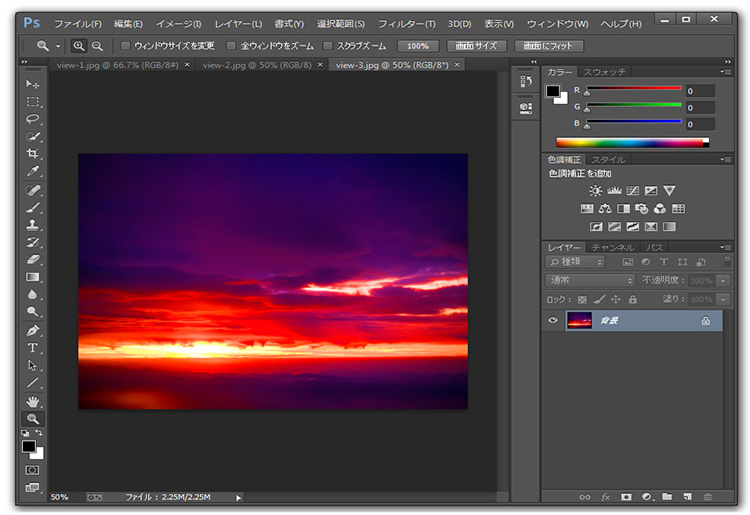 Ps ファイル(F) 編集(E) イメージ(I) レイヤー(L) 書式(Y) 選択範囲(S) フィルター(T) 3D(D) 表示(V) ウィンドウ(W) ヘルプ(H)
ウィンドウサイズを変更 全ウィンドウをズーム スクラブズーム 100% 画面サイズ 画面にフィット
view-1.jpg @ 66.7% (RGB/8#) × view-2.jpg @ 50% (RGB/8) × view-3.jpg @ 50% (RGB/8*) ×
カラー スウォッチ
R 0
G 0
B 0
色調補正 スタイル
色調補正を追加
レイヤー チャンネル パス
種類
通常 不透明度: 100%
ロック: 塗り: 100%
背景
50% ファイル : 2.25M/2.25M
fx